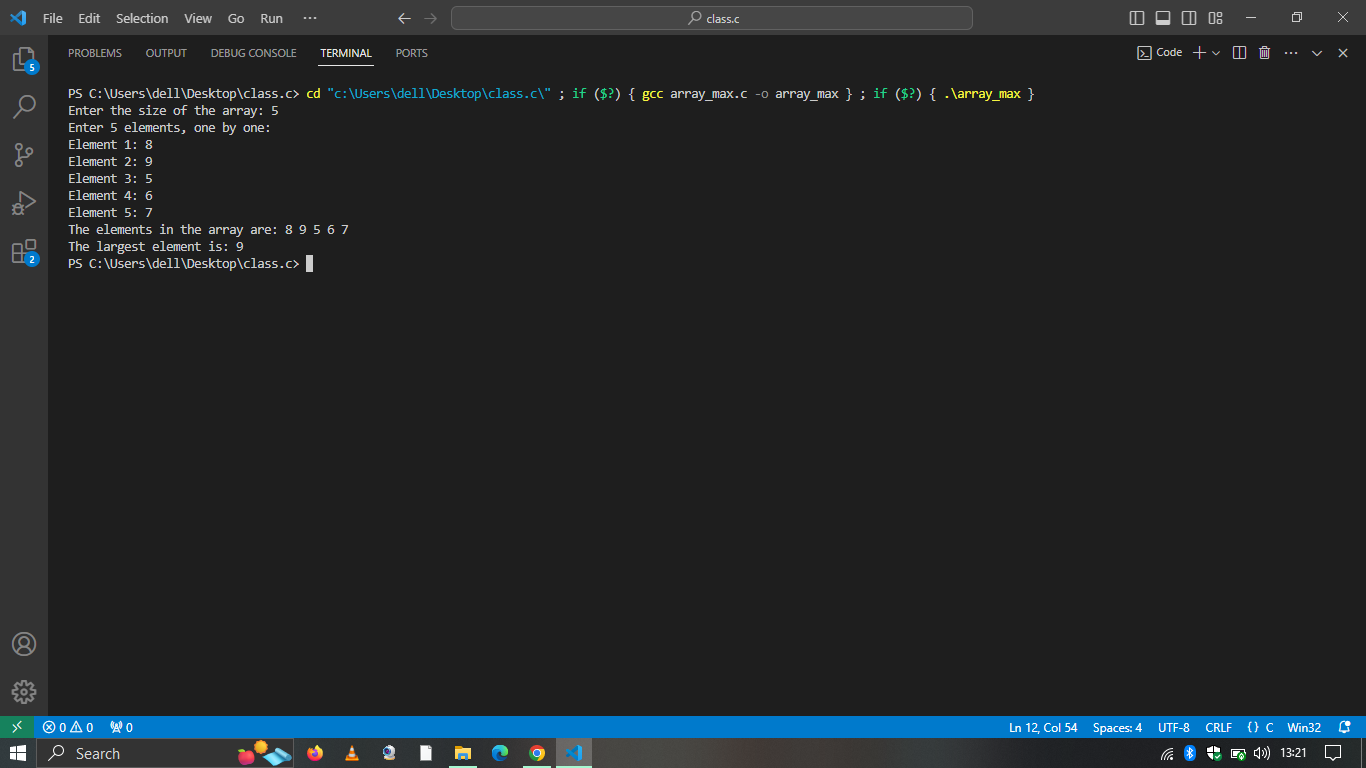 File Edit Selection View Go Run ··· class.c
PROBLEMS OUTPUT DEBUG CONSOLE TERMINAL PORTS Code
5
2
PS C:\Users\dell\Desktop\class.c> cd "c:\Users\dell\Desktop\class.c\" ; if ($?) { gcc array_max.c -o array_max } ; if ($?) { .\array_max }
Enter the size of the array: 5
Enter 5 elements, one by one:
Element 1: 8
Element 2: 9
Element 3: 5
Element 4: 6
Element 5: 7
The elements in the array are: 8 9 5 6 7
The largest element is: 9
PS C:\Users\dell\Desktop\class.c>
0 0 0 Ln 12, Col 54 Spaces: 4 UTF-8 CRLF {} C Win32
Search 13:21